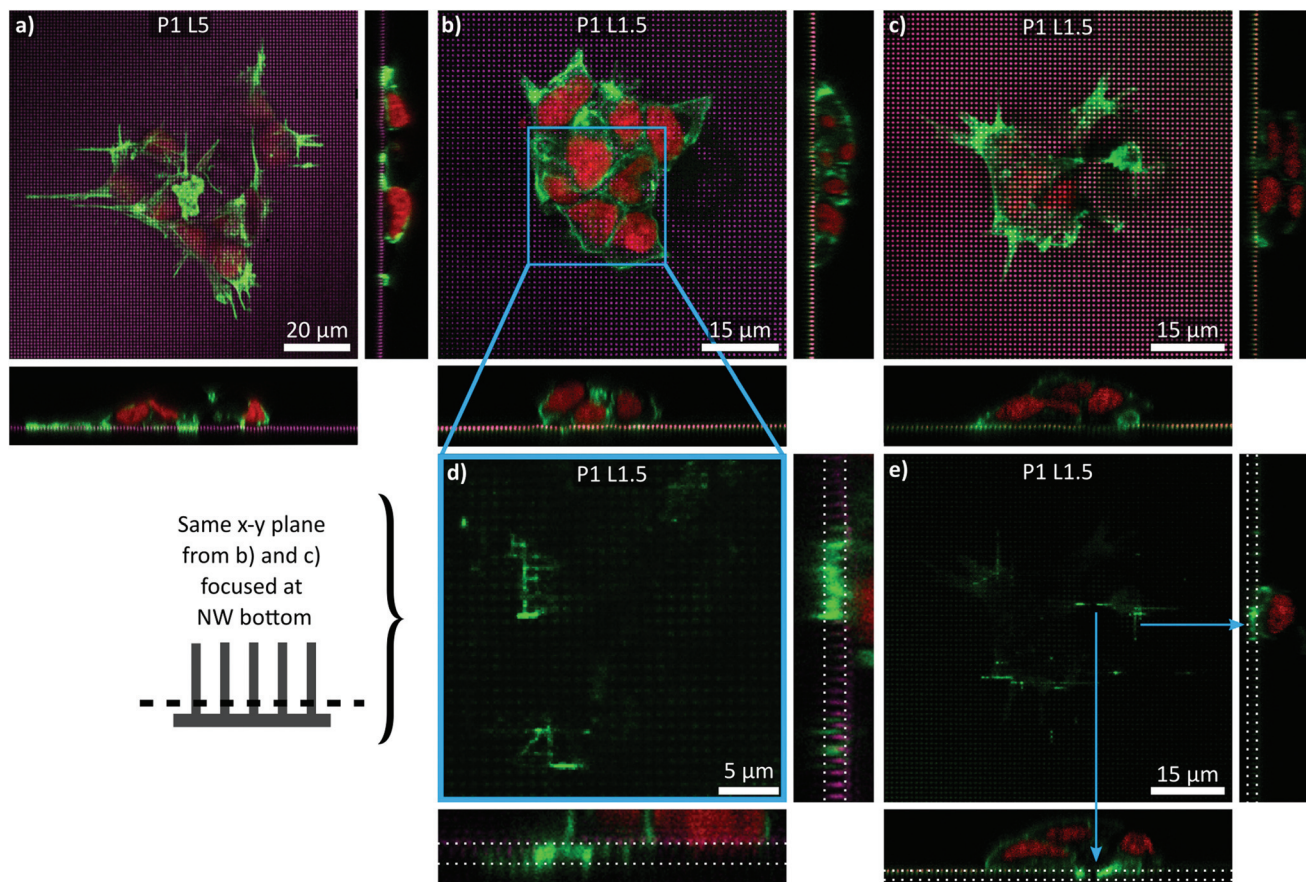 a)
P1 L5
20 µm
b)
P1 L1.5
15 µm
c)
P1 L1.5
15 µm
Same x-y plane
from b) and c)
focused at
NW bottom
d)
P1 L1.5
5 µm
e)
P1 L1.5
15 µm